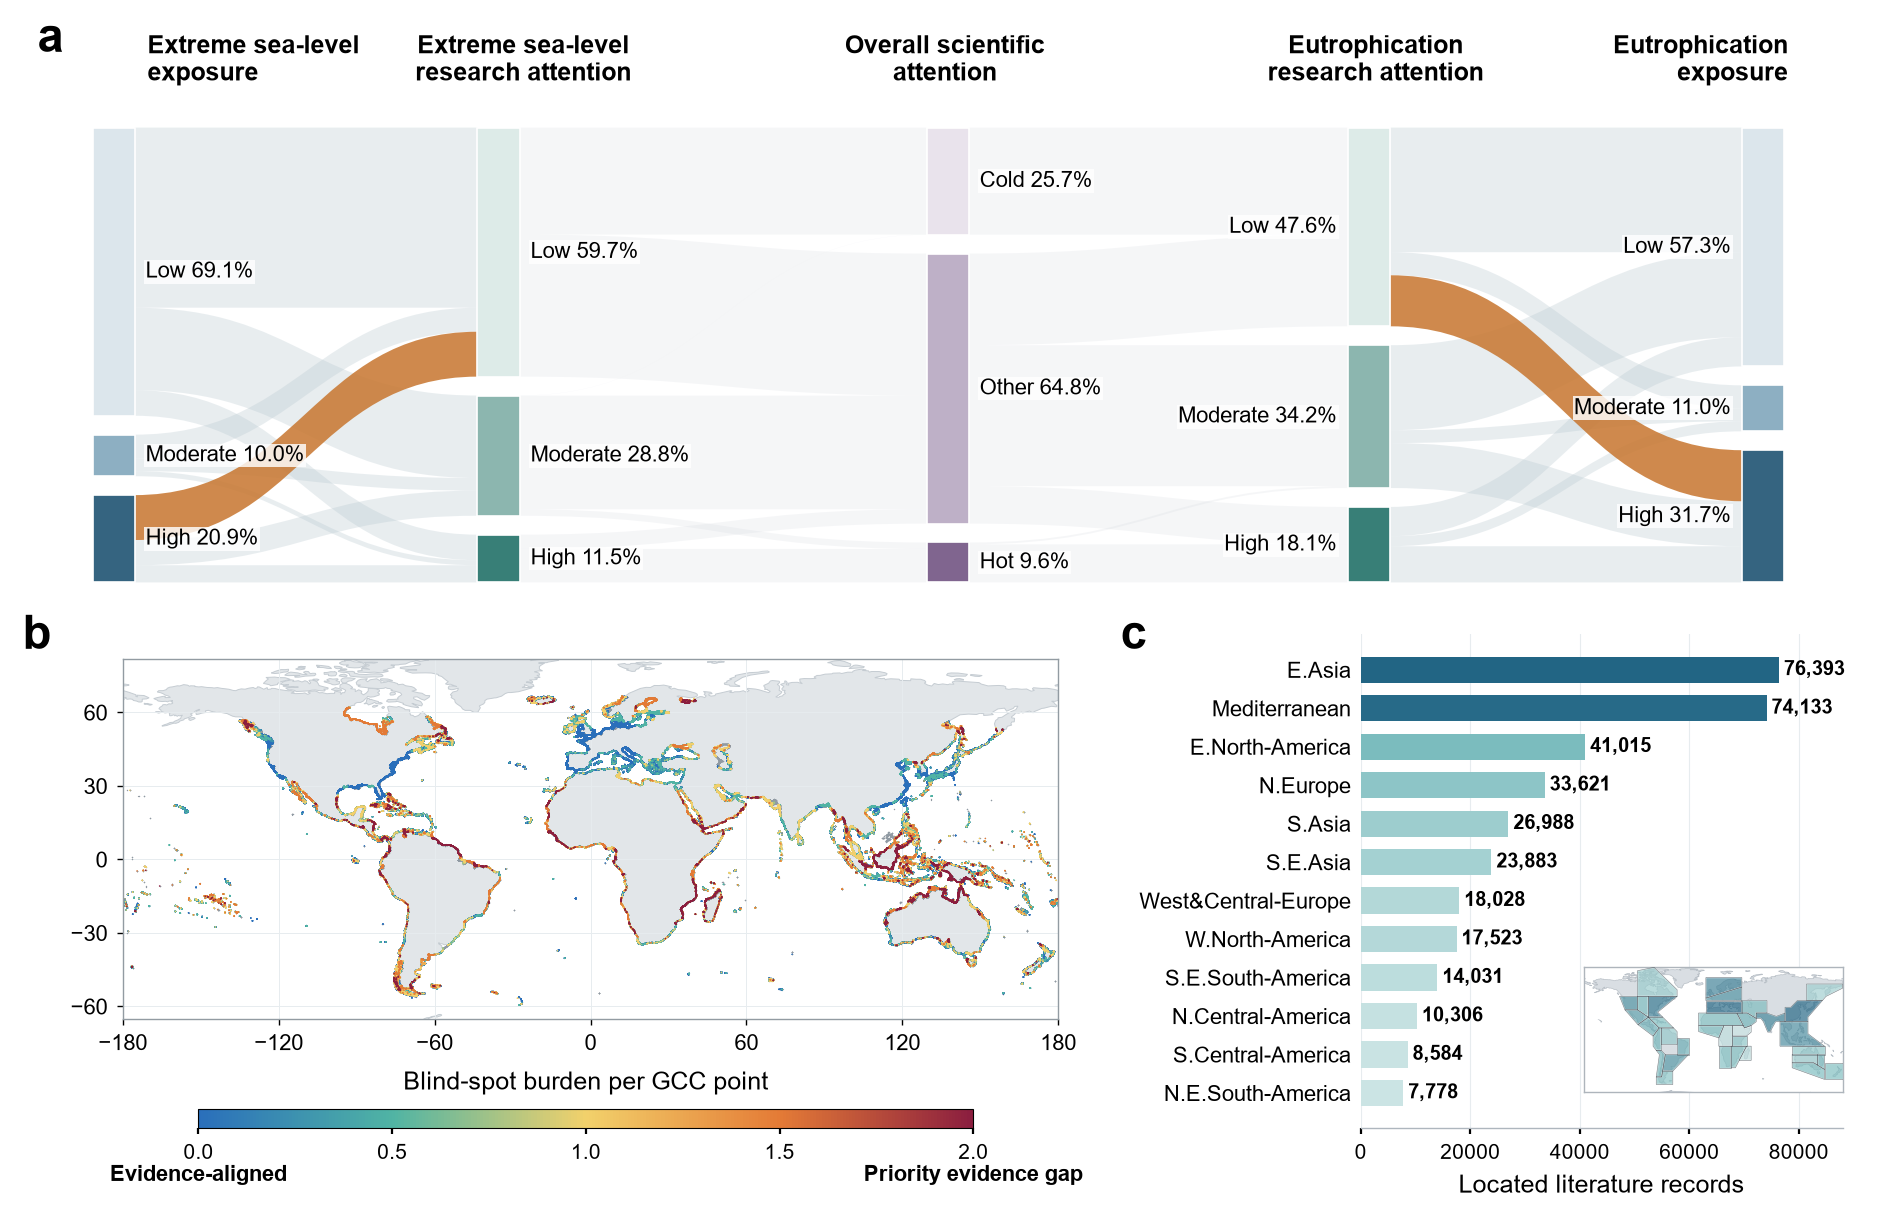 a
Extreme sea-level
exposure
Extreme sea-level
research attention
Overall scientific
attention
Eutrophication
research attention
Eutrophication
exposure
Low 69.1%
Moderate 10.0%
High 20.9%
Low 59.7%
Moderate 28.8%
High 11.5%
Cold 25.7%
Other 64.8%
Hot 9.6%
Low 47.6%
Moderate 34.2%
High 18.1%
Low 57.3%
Moderate 11.0%
High 31.7%
b
60
30
0
−30
−60
−180
−120
−60
0
60
120
180
Blind-spot burden per GCC point
0.0
0.5
1.0
1.5
2.0
Evidence-aligned
Priority evidence gap
c
E.Asia 76,393
Mediterranean 74,133
E.North-America 41,015
N.Europe 33,621
S.Asia 26,988
S.E.Asia 23,883
West&Central-Europe 18,028
W.North-America 17,523
S.E.South-America 14,031
N.Central-America 10,306
S.Central-America 8,584
N.E.South-America 7,778
0
20000
40000
60000
80000
Located literature records